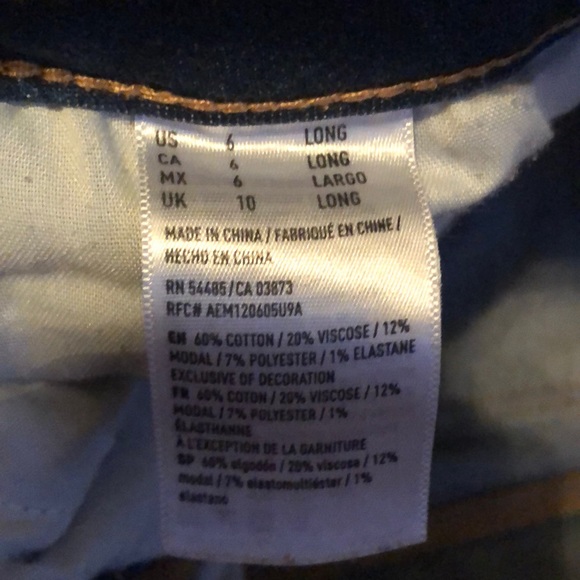 US 6 LONG
CA 6 LONG
MX 6 LARGO
UK 10 LONG
MADE IN CHINA / FABRIQUÉ EN CHINE /
HECHO EN CHINA
RN 54485/CA 03873
RFC# AEM120605U9A
EN 60% COTTON / 20% VISCOSE / 12%
MODAL / 7% POLYESTER / 1% ELASTANE
EXCLUSIVE OF DECORATION
FR 60% COTON / 20% VISCOSE / 12%
MODAL / 7% POLYESTER / 1%
ÉLASTHANNE
À L'EXCEPTION DE LA GARNITURE
SP 60% algodón / 20% viscosa / 12%
modal / 7% elastomultiéster / 1%
elastano